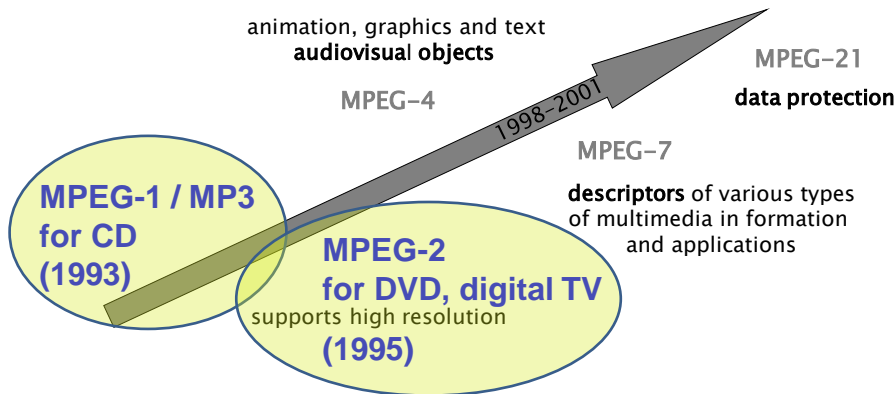 animation, graphics and text
audiovisual objects
MPEG-4
1998-2001
MPEG-21
data protection
MPEG-7
descriptors of various types
of multimedia in formation
and applications
MPEG-1 / MP3
for CD
(1993)
MPEG-2
for DVD, digital TV
supports high resolution
(1995)